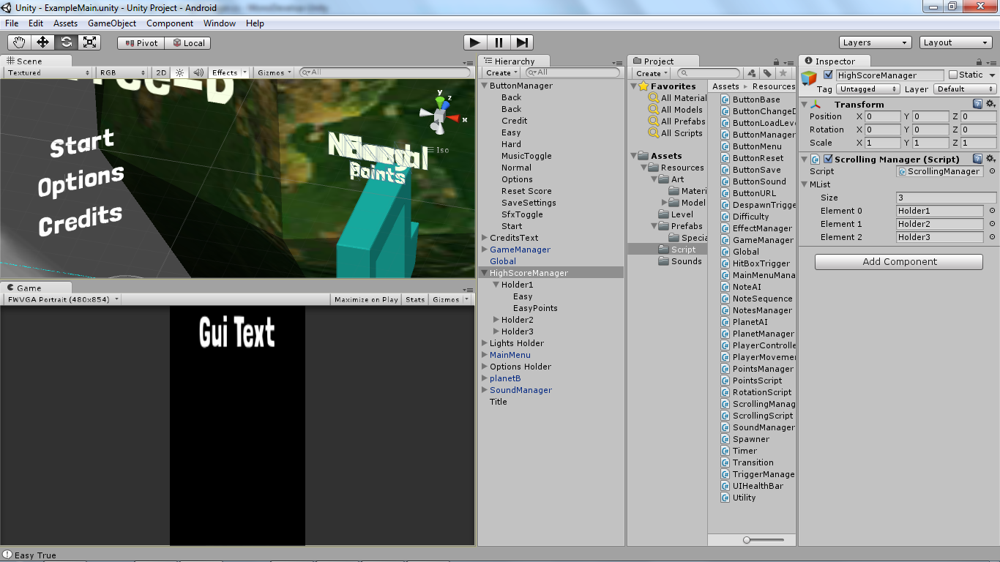 Unity - ExampleMain.unity - Unity Project - Android
File Edit Assets GameObject Component Window Help
Pivot Local Layers Layout
Scene
Textured RGB 2D Effects Gizmos All
Start
Options
Credits
Points
y
z
x
Iso
Game
FWVGA Portrait (480x854) Maximize on Play Stats Gizmos
Gui Text
Hierarchy
Create All
ButtonManager
Back
Back
Credit
Easy
Hard
MusicToggle
Normal
Options
Reset Score
SaveSettings
SfxToggle
Start
CreditsText
GameManager
Global
HighScoreManager
Holder1
Easy
EasyPoints
Holder2
Holder3
Lights Holder
MainMenu
Options Holder
planetB
SoundManager
Title
Project
Create
Favorites
All Material
All Models
All Prefabs
All Scripts
Assets
Resources
Art
Materi
Model
Level
Prefabs
Specia
Script
Sounds
Assets Resources
ButtonBase
ButtonChangeD
ButtonLoadLeve
ButtonManager
ButtonMenu
ButtonReset
ButtonSave
ButtonSound
ButtonURL
DespawnTrigge
Difficulty
EffectManager
GameManager
Global
HitBoxTrigger
MainMenuMana
NoteAI
NoteSequence
NotesManager
PlanetAI
PlanetManager
PlayerControlle
PlayerMovemer
PointsManager
PointsScript
RotationScript
ScrollingManag
ScrollingScript
SoundManager
Spawner
Timer
Transition
TriggerManage
UIHealthBar
Utility
Inspector
HighScoreManager Static
Tag Untagged Layer Default
Transform
Position X 0 Y 0 Z 0
Rotation X 0 Y 0 Z 0
Scale X 1 Y 1 Z 1
Scrolling Manager (Script)
Script ScrollingManager
MList
Size 3
Element 0 Holder1
Element 1 Holder2
Element 2 Holder3
Add Component
Easy True